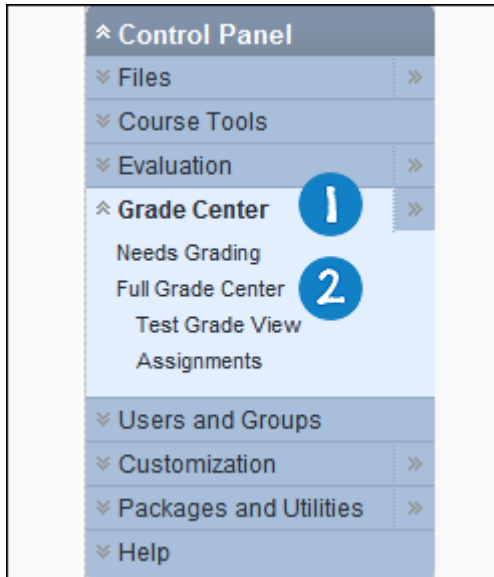 Control Panel
Files
Course Tools
Evaluation
Grade Center 1
Needs Grading
Full Grade Center 2
Test Grade View
Assignments
Users and Groups
Customization
Packages and Utilities
Help